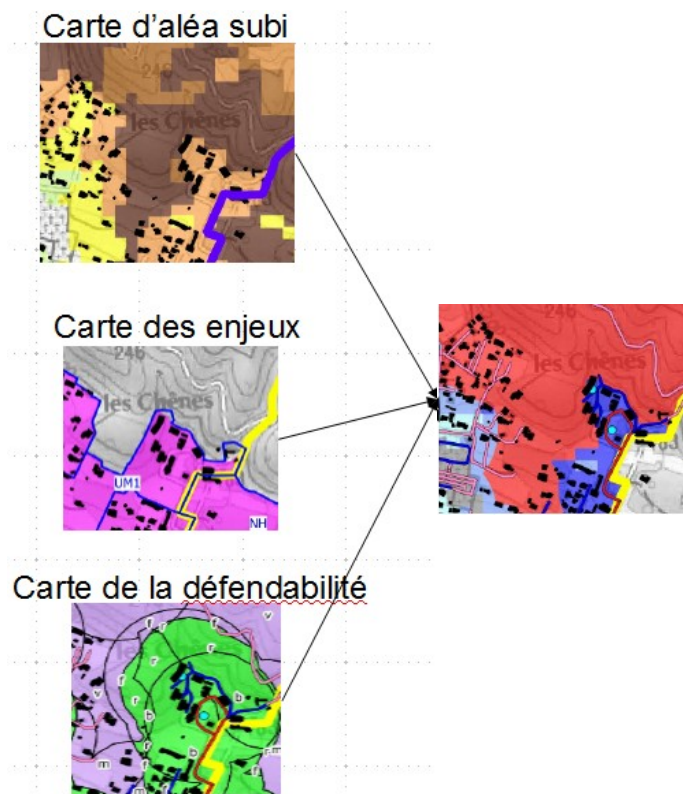 Carte d'aléa subi
246
les Chênes
Carte des enjeux
246
les Chênes
UM1
NH
246
les Chênes
Carte de la défendabilité
f
f
v
r
r
r
f
b
v
r
b
r
b
r
m
m
f
f
m
f